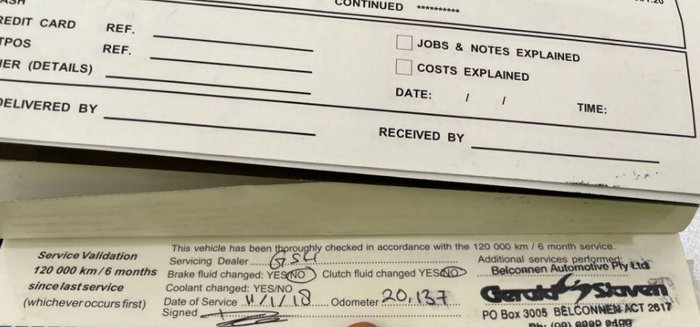 CONTINUED **********
REDIT CARD REF.
TPOS REF.
ER (DETAILS)
DELIVERED BY
JOBS & NOTES EXPLAINED
COSTS EXPLAINED
DATE: / / TIME:
RECEIVED BY
Service Validation
120 000 km / 6 months
since last service
(whichever occurs first)
This vehicle has been thoroughly checked in accordance with the 120 000 km / 6 month service.
Servicing Dealer
Brake fluid changed: YES/NO Clutch fluid changed YES/NO
Coolant changed: YES/NO
Date of Service 11/1/18 Odometer 20,137
Signed
Additional services performed
Belconnen Automotive Pty Ltd
Gerald Slaven
PO Box 3005 BELCONNEN ACT 2617